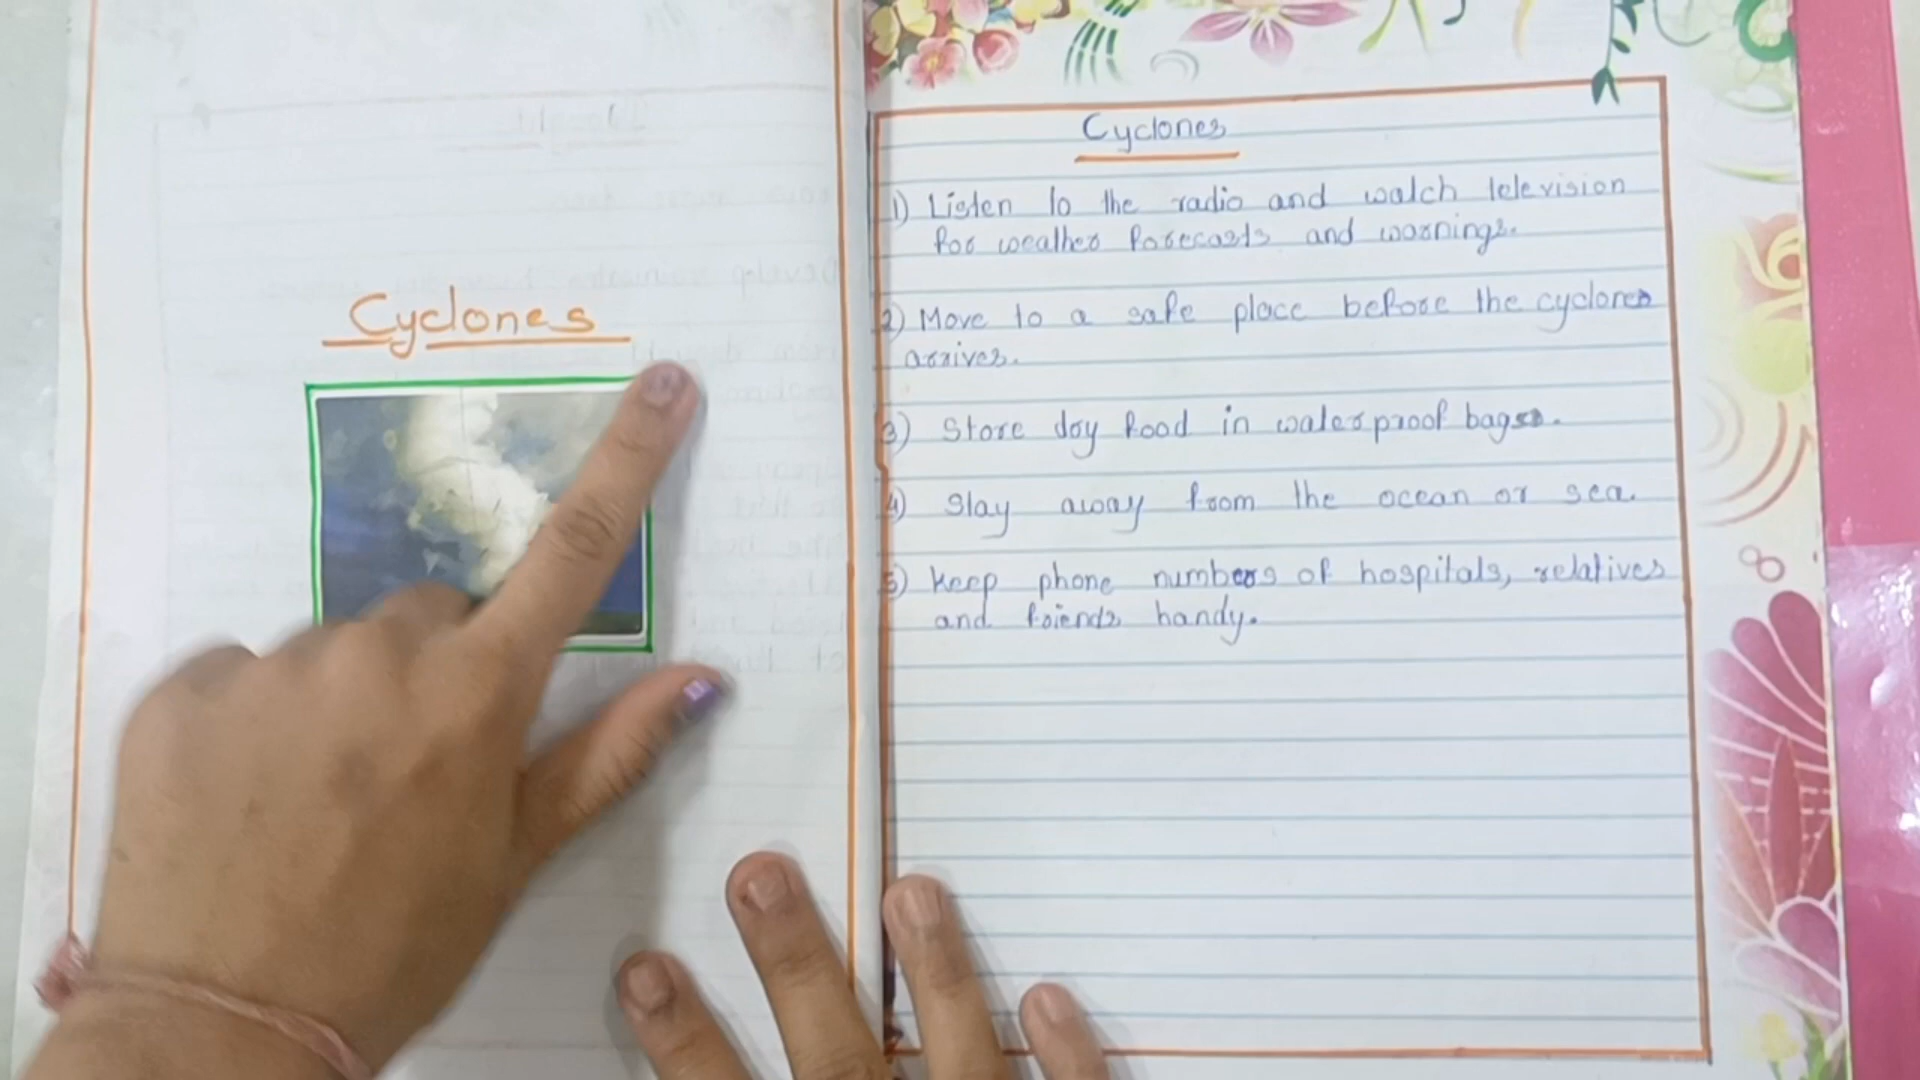 Cyclones
Cyclones
1) Listen to the radio and watch television
for weather forecasts and warnings.
2) Move to a safe place before the cyclones
arrives.
3) Store dry food in waterproof bags.
4) Stay away from the ocean or sea.
5) Keep phone numbers of hospitals, relatives
and friends handy.